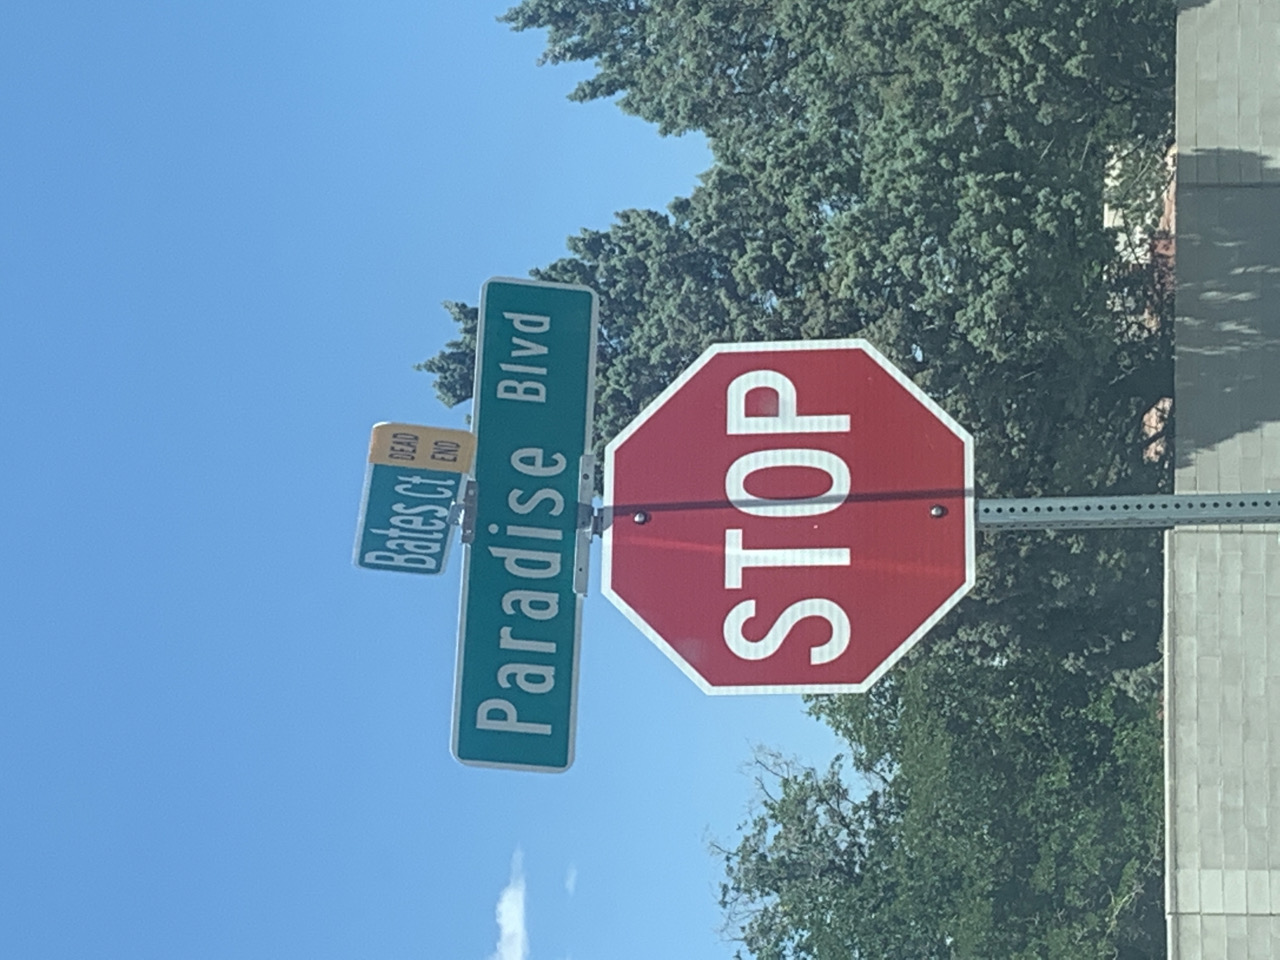 Bates Ct
DEAD
END
Paradise Blvd
STOP